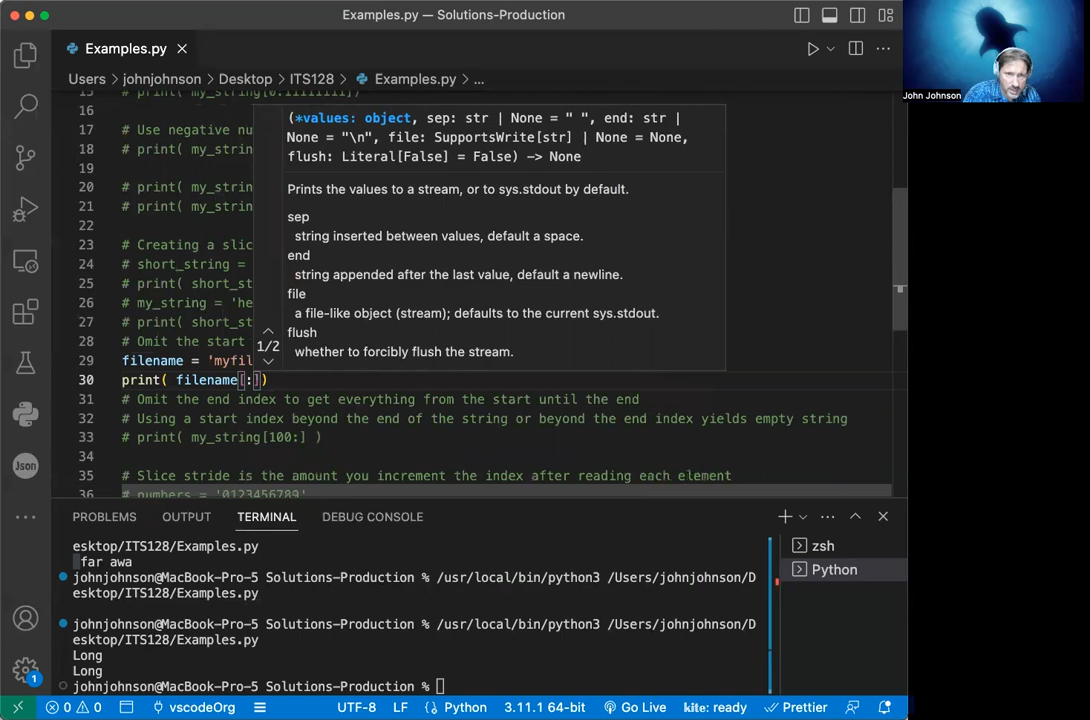 Examples.py — Solutions-Production
Examples.py
Users > johnjohnson > Desktop > ITS128 > Examples.py > ...
John Johnson
15 # print( my_string[0:11111111])
16
17 # Use negative nu
18 # print( my_strin
19
20 # print( my_strin
21 # print( my_strin
22
23 # Creating a slic
24 # short_string =
25 # print( short_st
26 # my_string = 'he
27 # print( short_st
28 # Omit the start
29 filename = 'myfil
30 print( filename[:])
31 # Omit the end index to get everything from the start until the end
32 # Using a start index beyond the end of the string or beyond the end index yields empty string
33 # print( my_string[100:] )
34
35 # Slice stride is the amount you increment the index after reading each element
36 # numbers = '0123456789'
(*values: object, sep: str | None = " ", end: str |
None = "\n", file: SupportsWrite[str] | None = None,
flush: Literal[False] = False) -> None
Prints the values to a stream, or to sys.stdout by default.
sep
string inserted between values, default a space.
end
string appended after the last value, default a newline.
file
a file-like object (stream); defaults to the current sys.stdout.
flush
whether to forcibly flush the stream.
1/2
Json
PROBLEMS OUTPUT TERMINAL DEBUG CONSOLE
esktop/ITS128/Examples.py
far awa
johnjohnson@MacBook-Pro-5 Solutions-Production % /usr/local/bin/python3 /Users/johnjohnson/D
esktop/ITS128/Examples.py
johnjohnson@MacBook-Pro-5 Solutions-Production % /usr/local/bin/python3 /Users/johnjohnson/D
esktop/ITS128/Examples.py
Long
Long
johnjohnson@MacBook-Pro-5 Solutions-Production %
zsh
Python
1
0 0 vscodeOrg UTF-8 LF Python 3.11.1 64-bit Go Live kite: ready Prettier